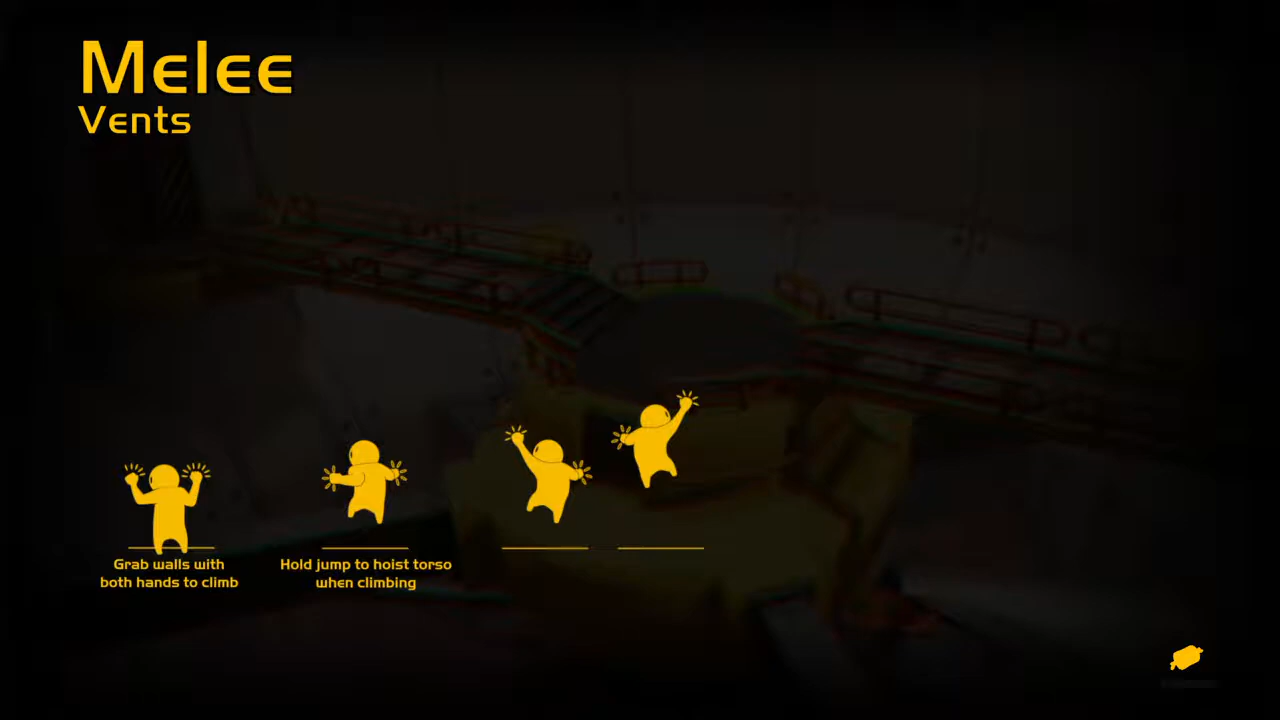 Melee
Vents
Grab walls with
both hands to climb
Hold jump to hoist torso
when climbing